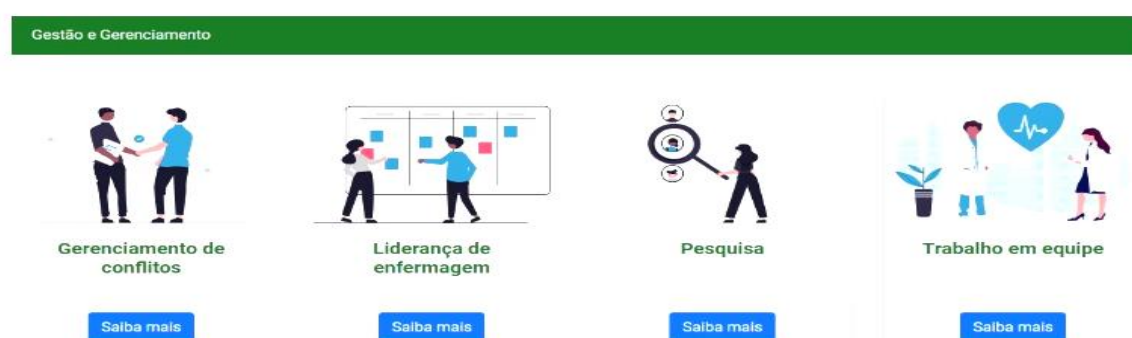 Gestão e Gerenciamento
Gerenciamento de
conflitos
Saiba mais
Liderança de
enfermagem
Saiba mais
Pesquisa
Saiba mais
Trabalho em equipe
Saiba mais